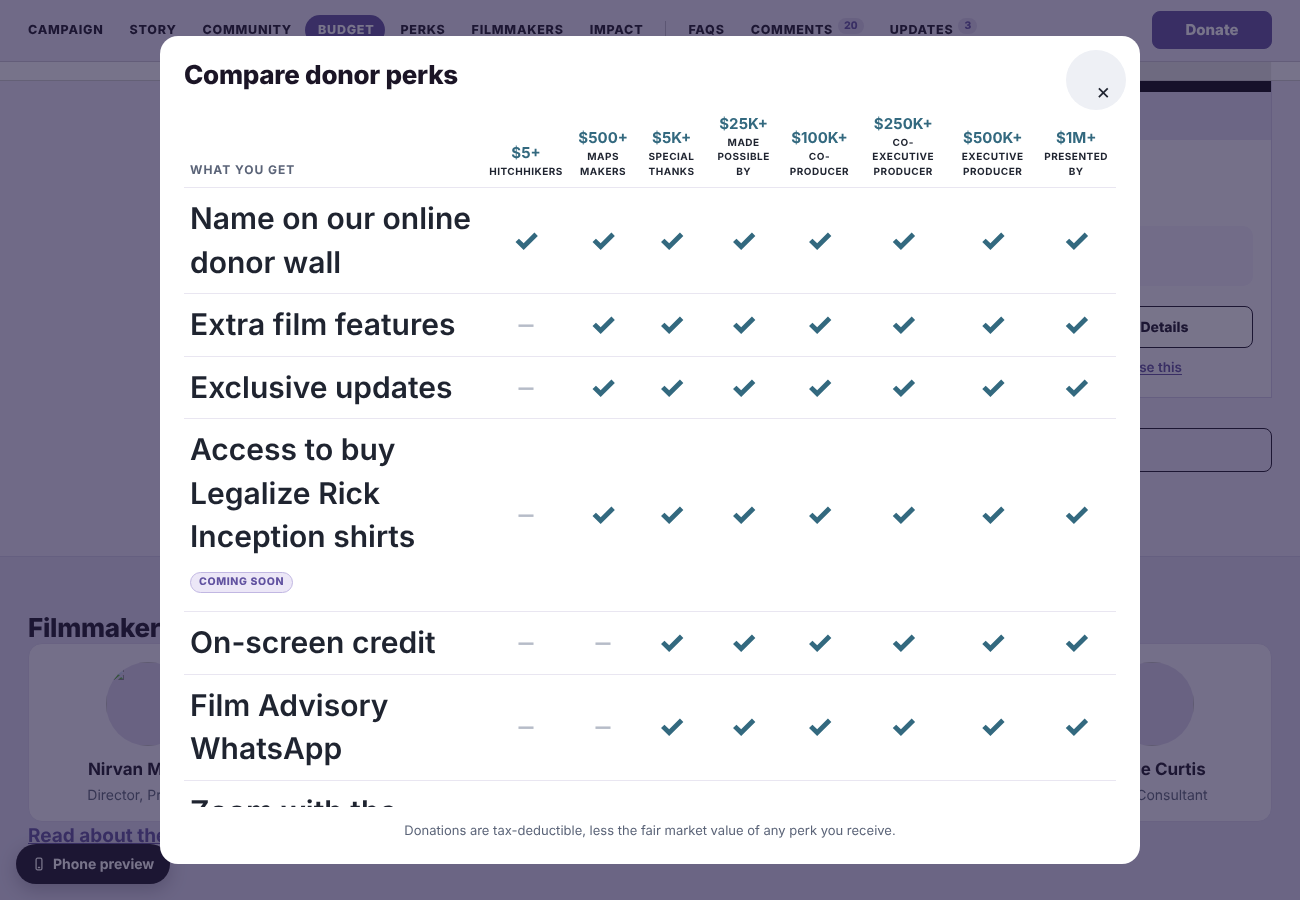 CAMPAIGN STORY COMMUNITY BUDGET PERKS FILMMAKERS IMPACT FAQS COMMENTS 20 UPDATES 3 Donate
Compare donor perks
×
WHAT YOU GET
$5+
HITCHHIKERS
$500+
MAPS
MAKERS
$5K+
SPECIAL
THANKS
$25K+
MADE
POSSIBLE
BY
$100K+
CO-
PRODUCER
$250K+
CO-
EXECUTIVE
PRODUCER
$500K+
EXECUTIVE
PRODUCER
$1M+
PRESENTED
BY
Name on our online
donor wall
Extra film features
Exclusive updates
Access to buy
Legalize Rick
Inception shirts
COMING SOON
On-screen credit
Film Advisory
WhatsApp
Zoom with the
Donations are tax-deductible, less the fair market value of any perk you receive.
Details
se this
Filmmaker
Nirvan M
Director, Pr
e Curtis
Consultant
Read about the
Phone preview